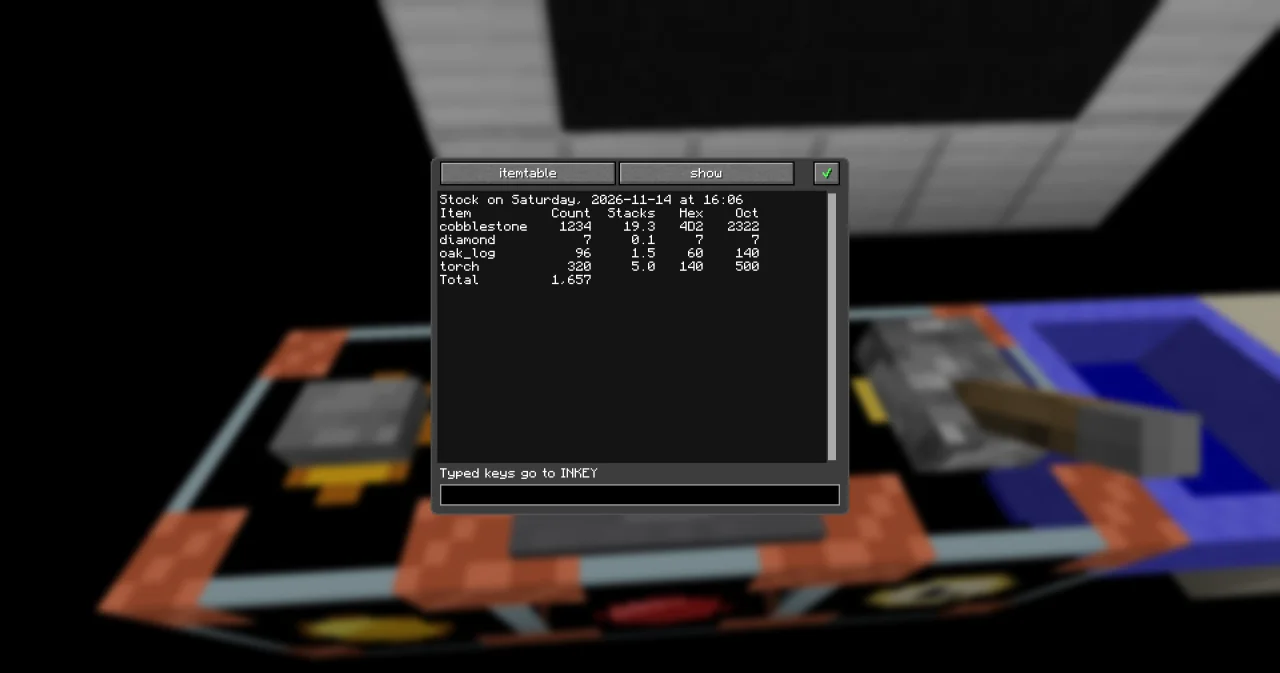 itemtable show ✓
Stock on Saturday, 2026-11-14 at 16:06
Item Count Stacks Hex Oct
cobblestone 1234 19.3 4D2 2322
diamond 7 0.1 7 7
oak_log 96 1.5 60 140
torch 320 5.0 140 500
Total 1,657
Typed keys go to INKEY